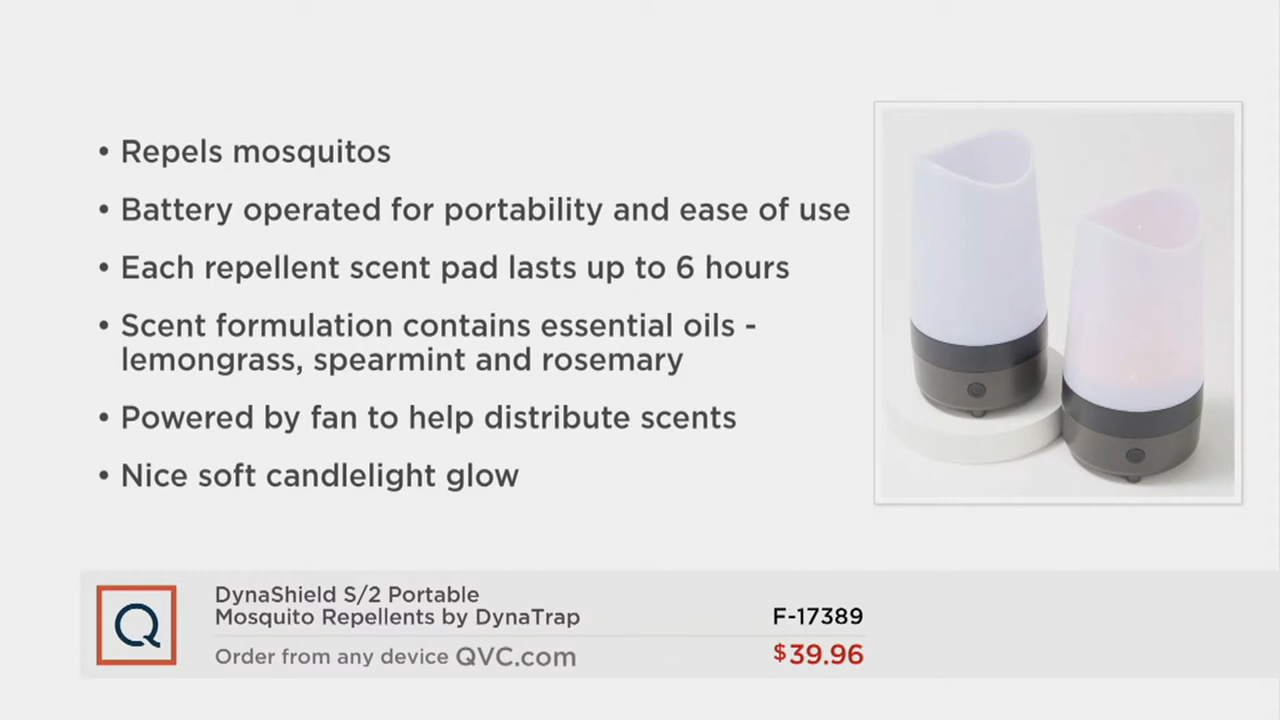 • Repels mosquitos
• Battery operated for portability and ease of use
• Each repellent scent pad lasts up to 6 hours
• Scent formulation contains essential oils -
lemongrass, spearmint and rosemary
• Powered by fan to help distribute scents
• Nice soft candlelight glow
Q
DynaShield S/2 Portable
Mosquito Repellents by DynaTrap
F-17389
Order from any device QVC.com
$39.96